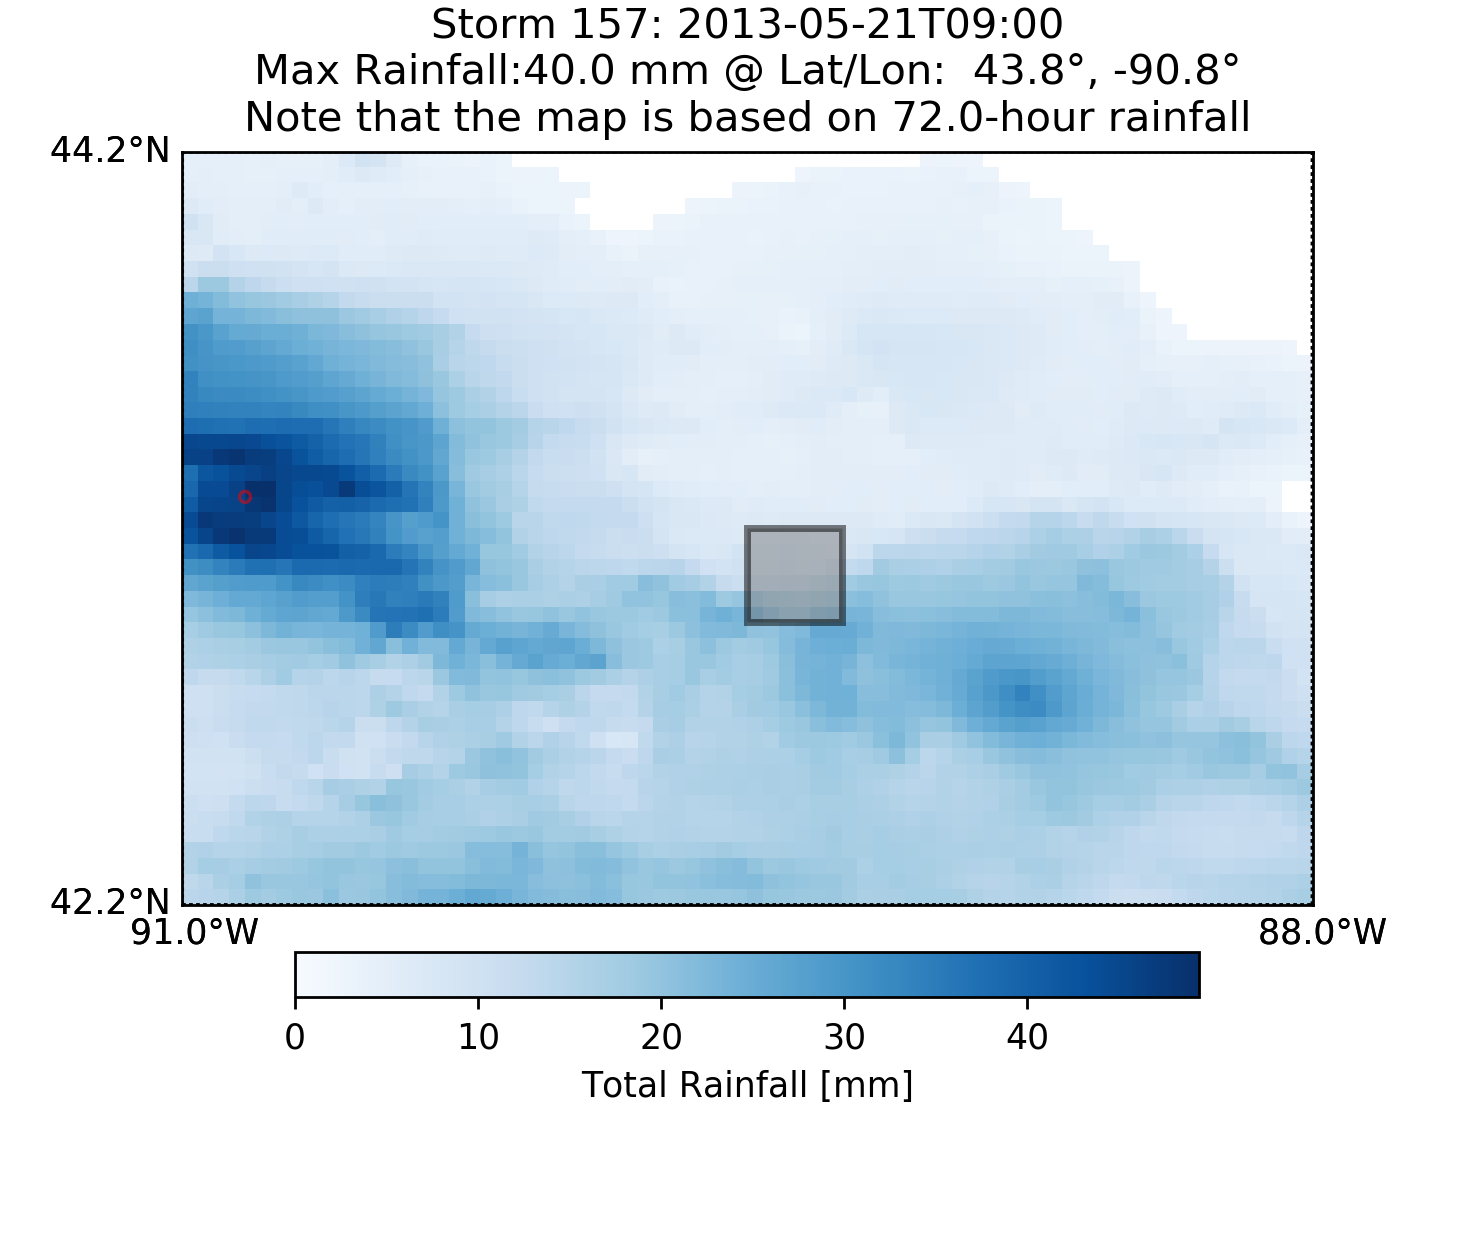 Storm 157: 2013-05-21T09:00
Max Rainfall:40.0 mm @ Lat/Lon:  43.8°, -90.8°
Note that the map is based on 72.0-hour rainfall
44.2°N
42.2°N
91.0°W 88.0°W
0 10 20 30 40
Total Rainfall [mm]